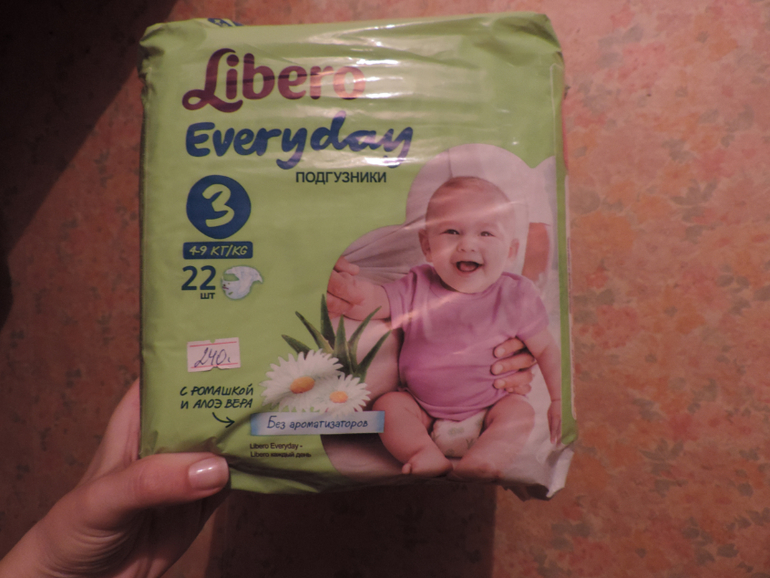 Libero
Everyday
ПОДГУЗНИКИ
3
4-9 КГ/KG
22
шт
240.
С РОМАШКОЙ
И АЛОЭ ВЕРА
Без ароматизаторов
Libero Everyday -
Libero каждый день